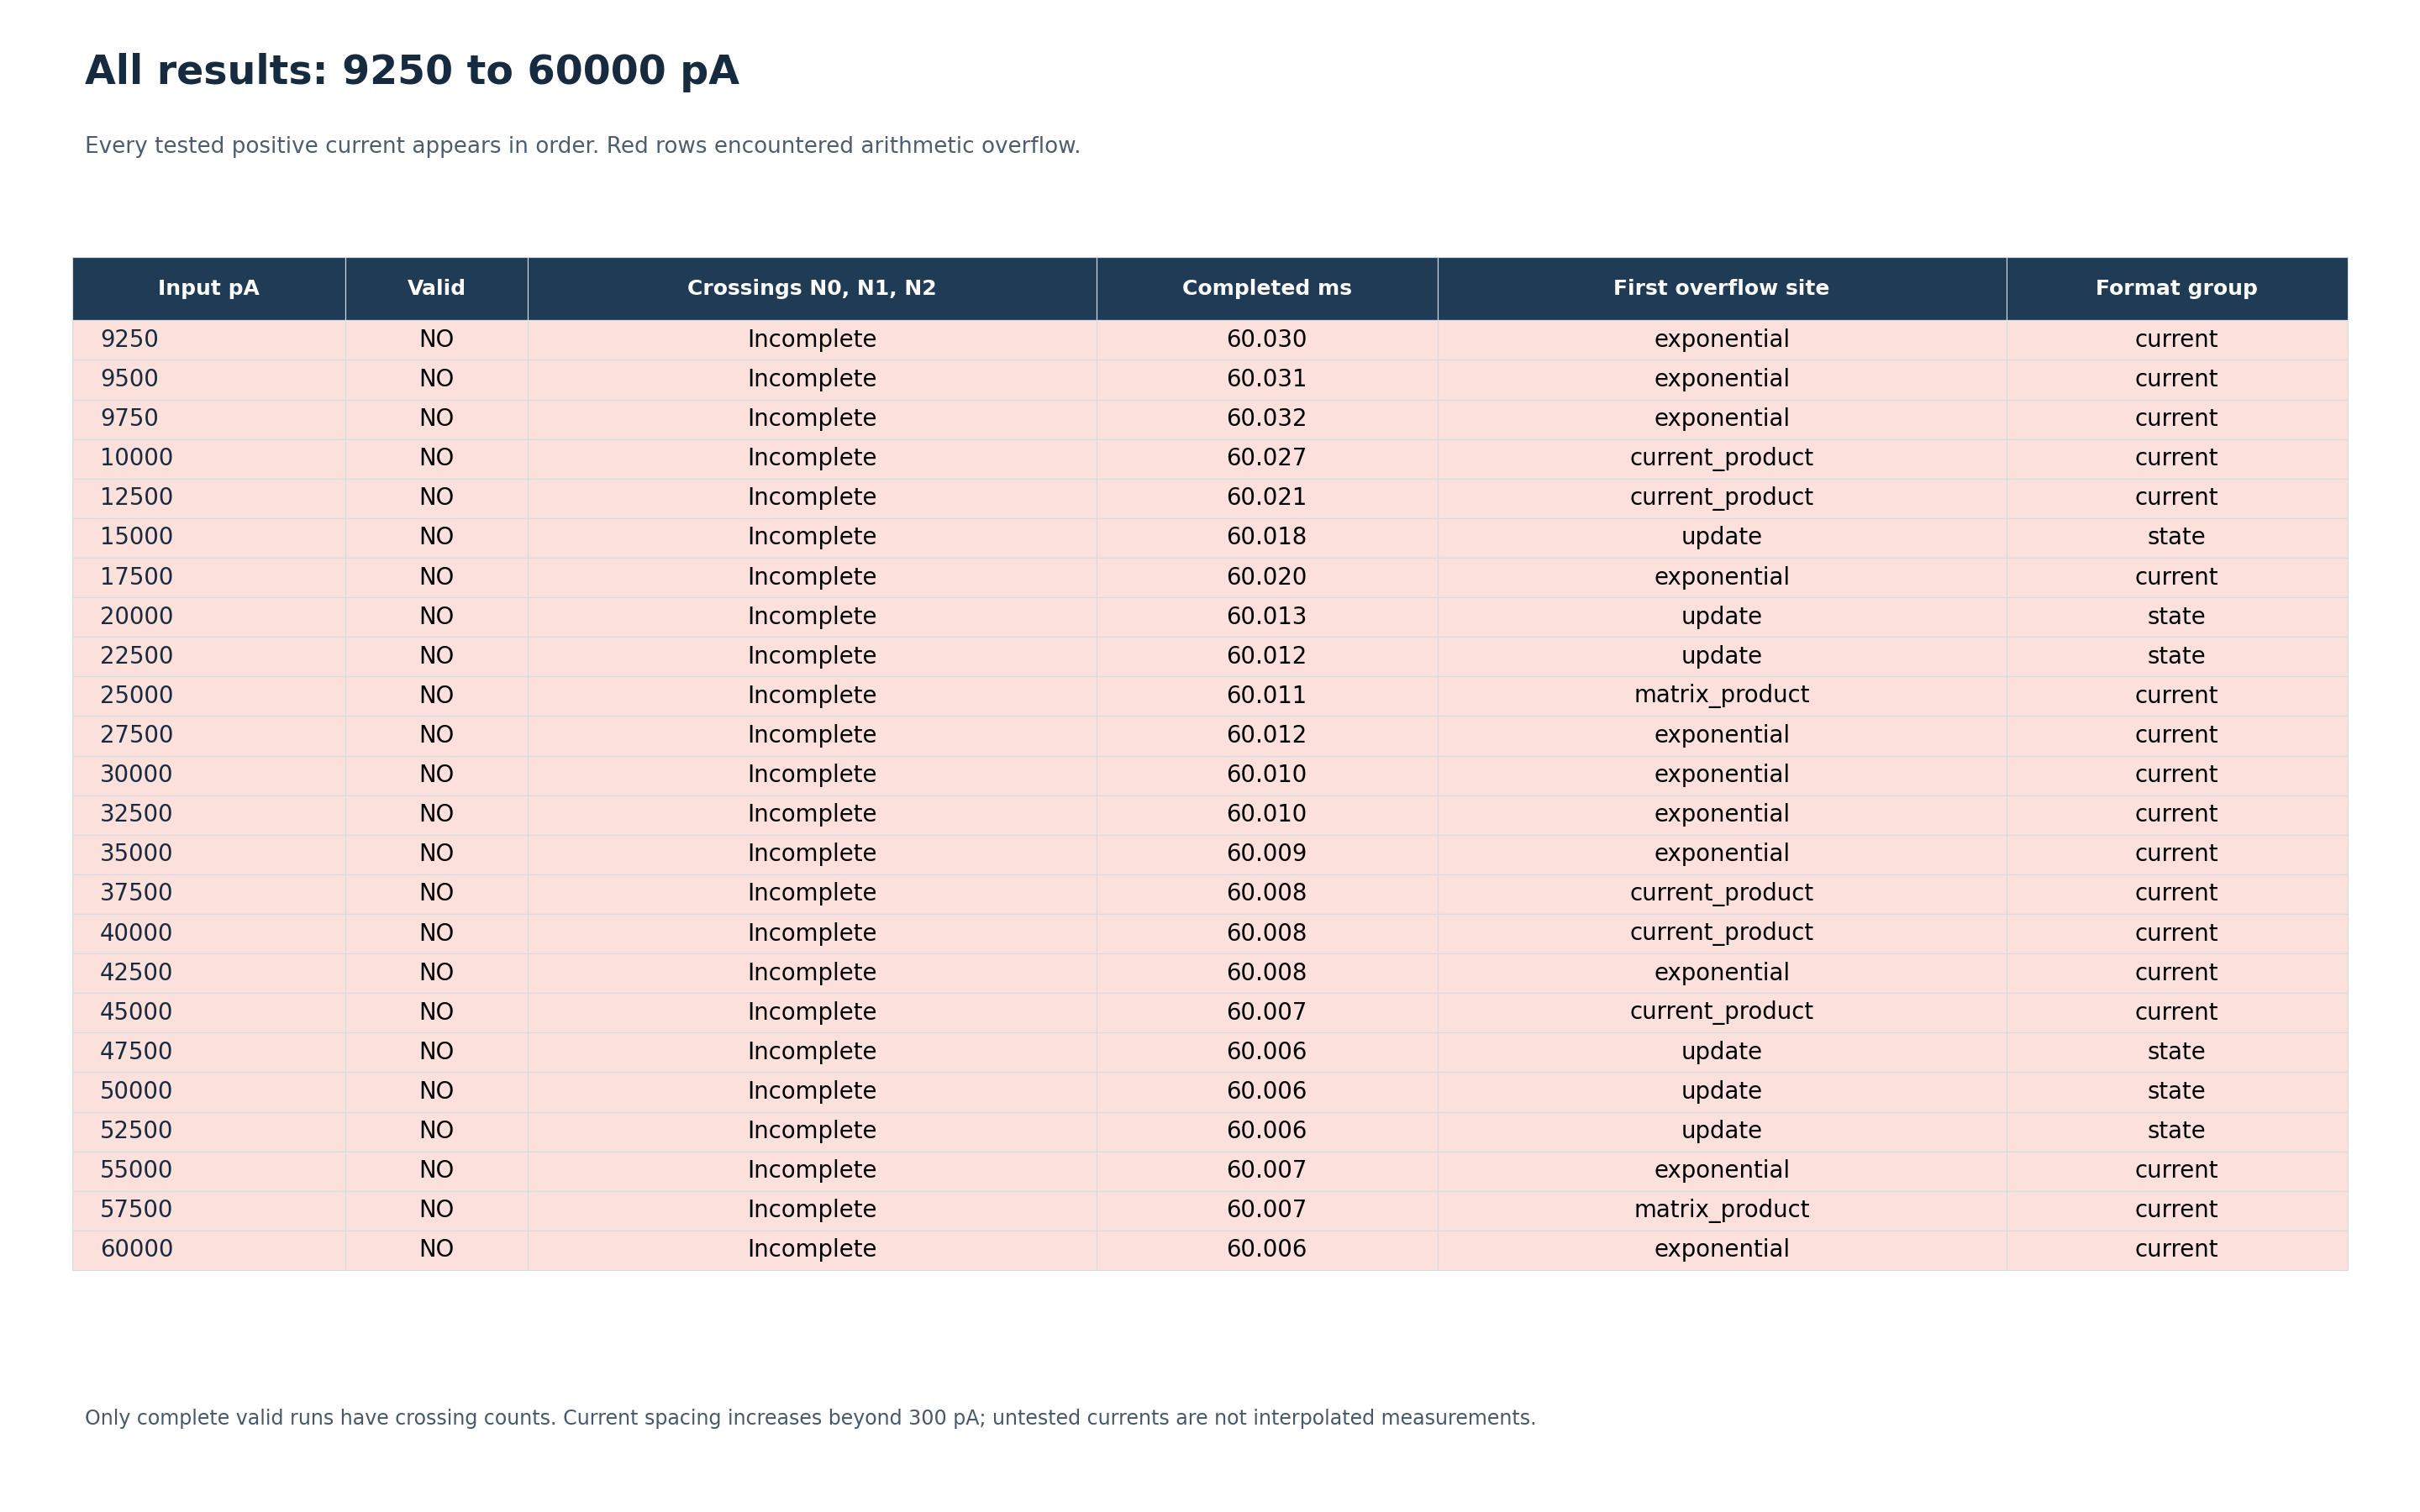 All results: 9250 to 60000 pA
Every tested positive current appears in order. Red rows encountered arithmetic overflow.
Input pA Valid Crossings N0, N1, N2 Completed ms First overflow site Format group
9250 NO Incomplete 60.030 exponential current
9500 NO Incomplete 60.031 exponential current
9750 NO Incomplete 60.032 exponential current
10000 NO Incomplete 60.027 current_product current
12500 NO Incomplete 60.021 current_product current
15000 NO Incomplete 60.018 update state
17500 NO Incomplete 60.020 exponential current
20000 NO Incomplete 60.013 update state
22500 NO Incomplete 60.012 update state
25000 NO Incomplete 60.011 matrix_product current
27500 NO Incomplete 60.012 exponential current
30000 NO Incomplete 60.010 exponential current
32500 NO Incomplete 60.010 exponential current
35000 NO Incomplete 60.009 exponential current
37500 NO Incomplete 60.008 current_product current
40000 NO Incomplete 60.008 current_product current
42500 NO Incomplete 60.008 exponential current
45000 NO Incomplete 60.007 current_product current
47500 NO Incomplete 60.006 update state
50000 NO Incomplete 60.006 update state
52500 NO Incomplete 60.006 update state
55000 NO Incomplete 60.007 exponential current
57500 NO Incomplete 60.007 matrix_product current
60000 NO Incomplete 60.006 exponential current
Only complete valid runs have crossing counts. Current spacing increases beyond 300 pA; untested currents are not interpolated measurements.